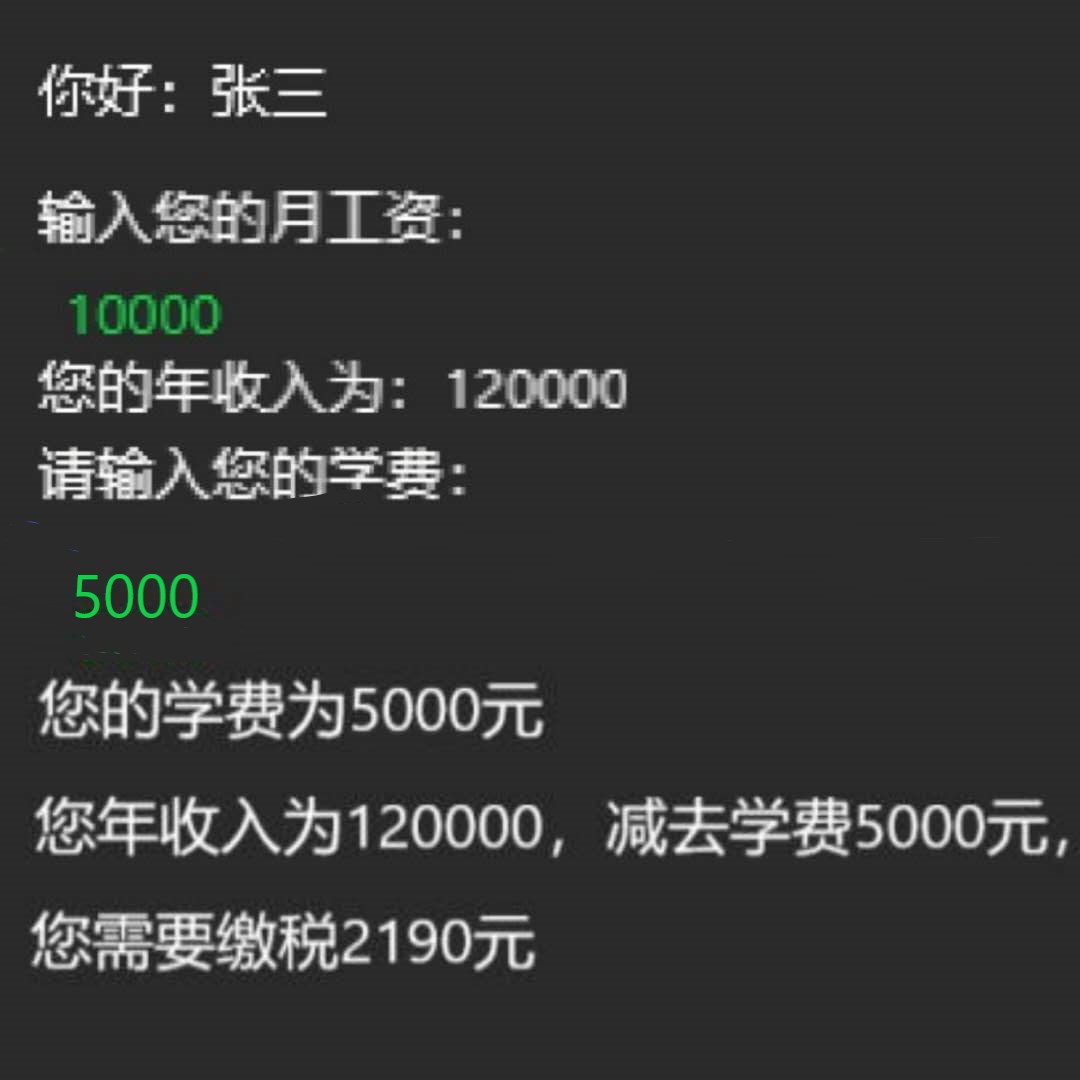 你好：张三
输入您的月工资：
10000
您的年收入为：120000
请输入您的学费：
5000
您的学费为5000元
您年收入为120000，减去学费5000元，
您需要缴税2190元